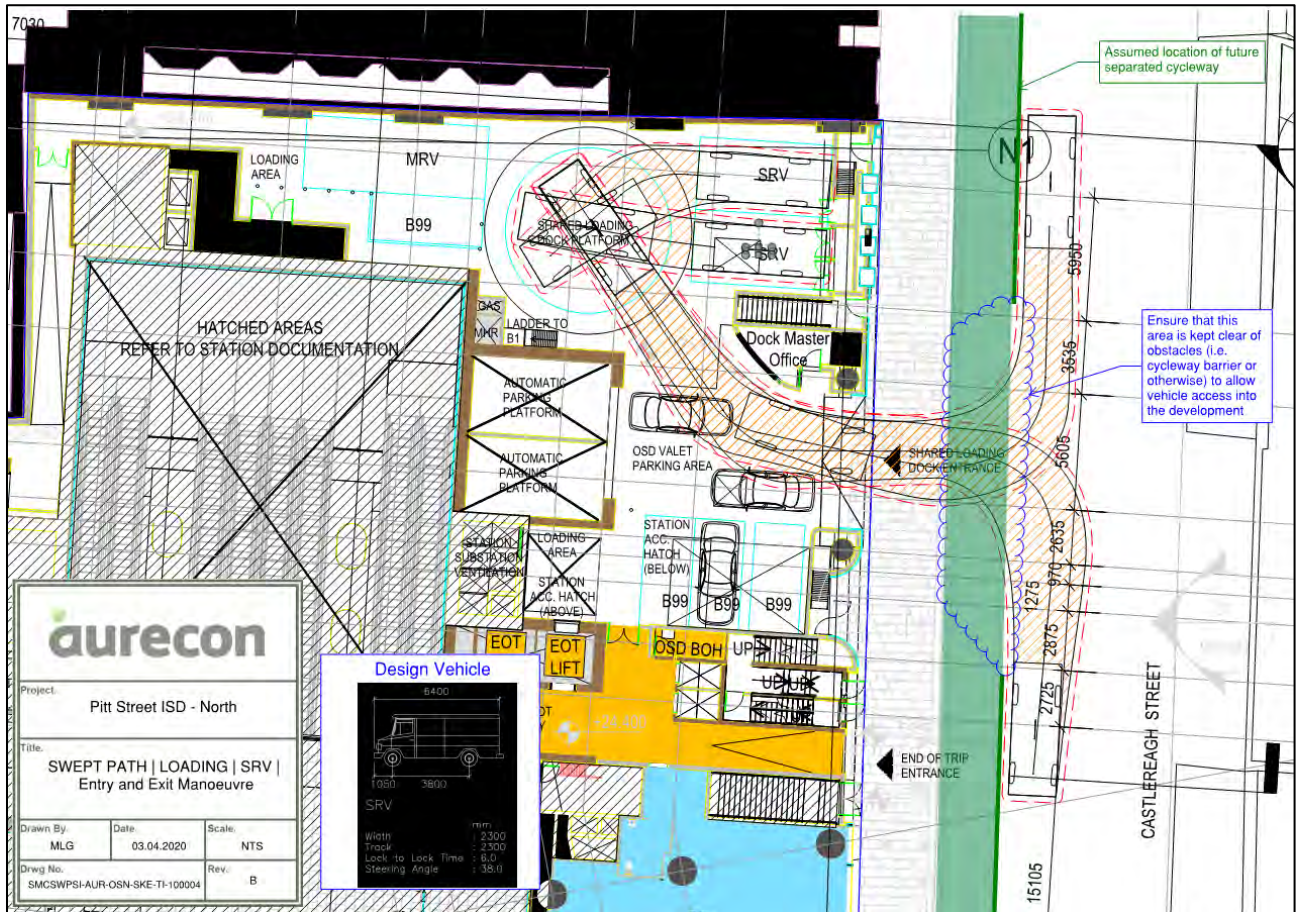 7030
Assumed location of future
separated cycleway
N1
LOADING
AREA
MRV
B99
SRV
SHARED LOADING
DOCK PLATFORM
SRV
5950
GAS
MHR
LADDER TO
B1
HATCHED AREAS
REFER TO STATION DOCUMENTATION
Dock Master
Office
Ensure that this
area is kept clear of
obstacles (i.e.
cycleway barrier or
otherwise) to allow
vehicle access into
the development
3535
AUTOMATIC
PARKING
PLATFORM
AUTOMATIC
PARKING
PLATFORM
OSD VALET
PARKING AREA
SHARED LOADING
DOCK ENTRANCE
5605
STATION
SUBSTATION
VENTILATION
LOADING
AREA
STATION
ACC. HATCH
(ABOVE)
STATION
ACC.
HATCH
(BELOW)
B99
B99
B99
2635
970
1275
2875
2725
EOT
EOT
LIFT
OSD BOH
UP
END OF TRIP
ENTRANCE
CASTLEREAGH STREET
15105
aurecon
Project.
Pitt Street ISD - North
Title.
SWEPT PATH | LOADING | SRV |
Entry and Exit Manoeuvre
Drawn By.
MLG
Date.
03.04.2020
Scale.
NTS
Drwg No.
SMCSWPSI-AUR-OSN-SKE-TI-100004
Rev.
B
Design Vehicle
6400
1050
3800
SRV
mm
Width : 2300
Track : 2300
Lock to Lock Time : 6.0
Steering Angle : 38.0